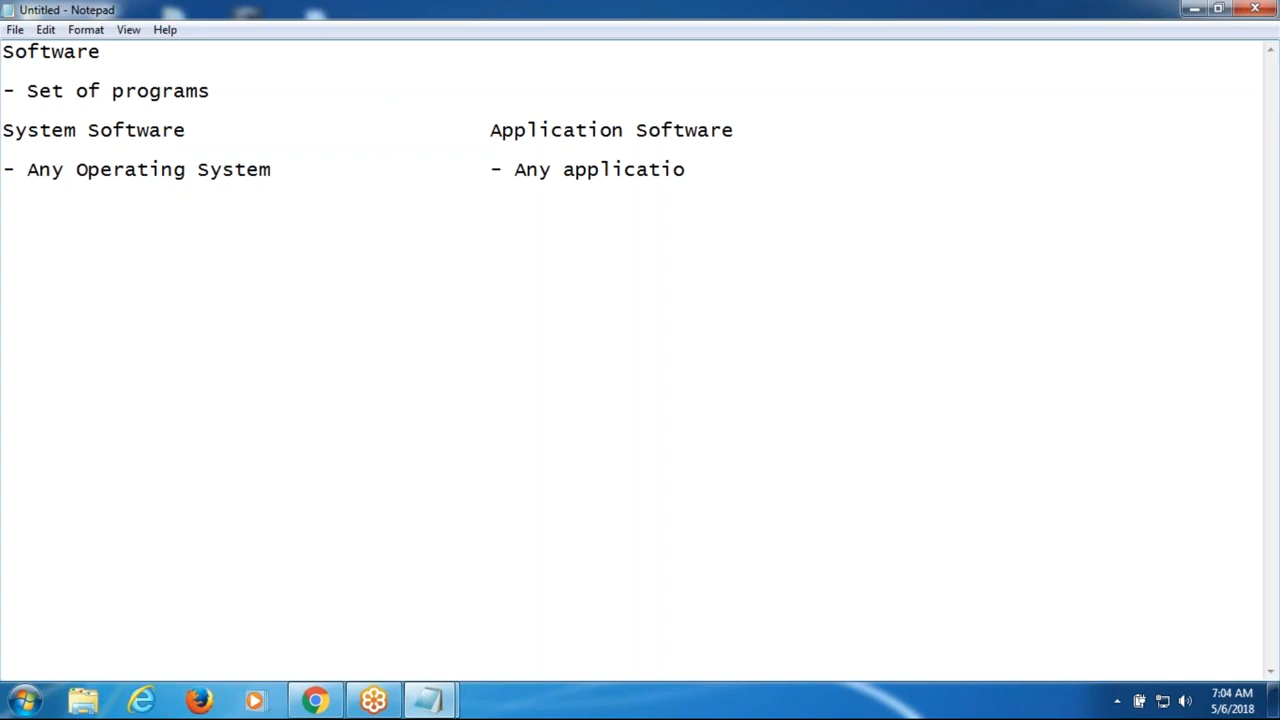 Untitled - Notepad
File Edit Format View Help
Software
- Set of programs
System Software Application Software
- Any Operating System - Any applicatio
7:04 AM
5/6/2018